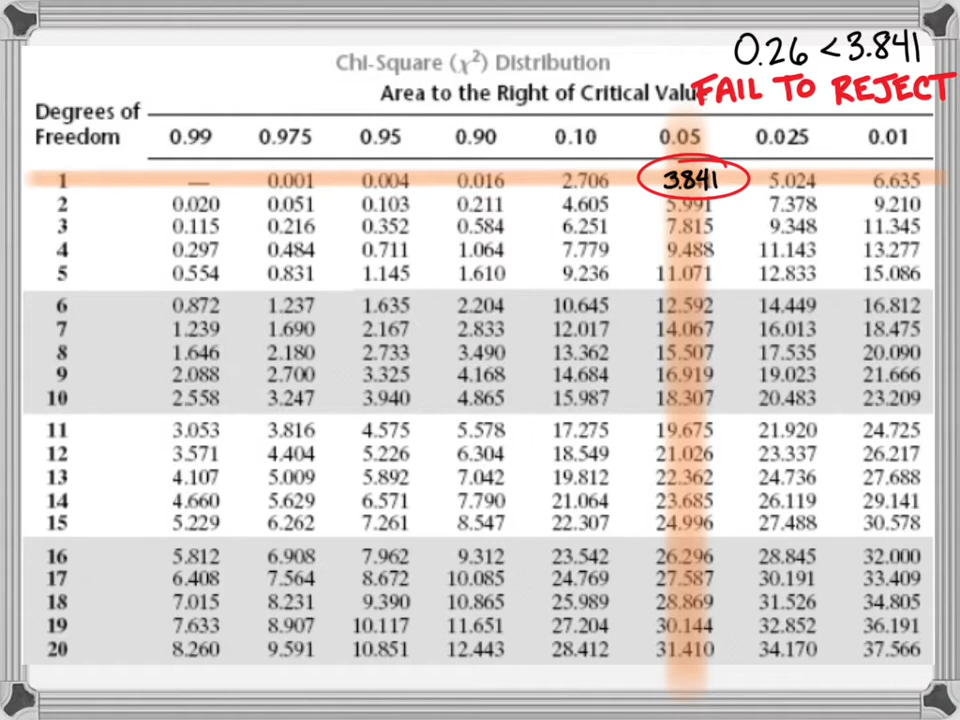 0.26 < 3.841
Chi-Square (χ²) Distribution
FAIL TO REJECT
Area to the Right of Critical Valu
Degrees of
Freedom 0.99 0.975 0.95 0.90 0.10 0.05 0.025 0.01
1 — 0.001 0.004 0.016 2.706 3.841 5.024 6.635
2 0.020 0.051 0.103 0.211 4.605 5.991 7.378 9.210
3 0.115 0.216 0.352 0.584 6.251 7.815 9.348 11.345
4 0.297 0.484 0.711 1.064 7.779 9.488 11.143 13.277
5 0.554 0.831 1.145 1.610 9.236 11.071 12.833 15.086
6 0.872 1.237 1.635 2.204 10.645 12.592 14.449 16.812
7 1.239 1.690 2.167 2.833 12.017 14.067 16.013 18.475
8 1.646 2.180 2.733 3.490 13.362 15.507 17.535 20.090
9 2.088 2.700 3.325 4.168 14.684 16.919 19.023 21.666
10 2.558 3.247 3.940 4.865 15.987 18.307 20.483 23.209
11 3.053 3.816 4.575 5.578 17.275 19.675 21.920 24.725
12 3.571 4.404 5.226 6.304 18.549 21.026 23.337 26.217
13 4.107 5.009 5.892 7.042 19.812 22.362 24.736 27.688
14 4.660 5.629 6.571 7.790 21.064 23.685 26.119 29.141
15 5.229 6.262 7.261 8.547 22.307 24.996 27.488 30.578
16 5.812 6.908 7.962 9.312 23.542 26.296 28.845 32.000
17 6.408 7.564 8.672 10.085 24.769 27.587 30.191 33.409
18 7.015 8.231 9.390 10.865 25.989 28.869 31.526 34.805
19 7.633 8.907 10.117 11.651 27.204 30.144 32.852 36.191
20 8.260 9.591 10.851 12.443 28.412 31.410 34.170 37.566